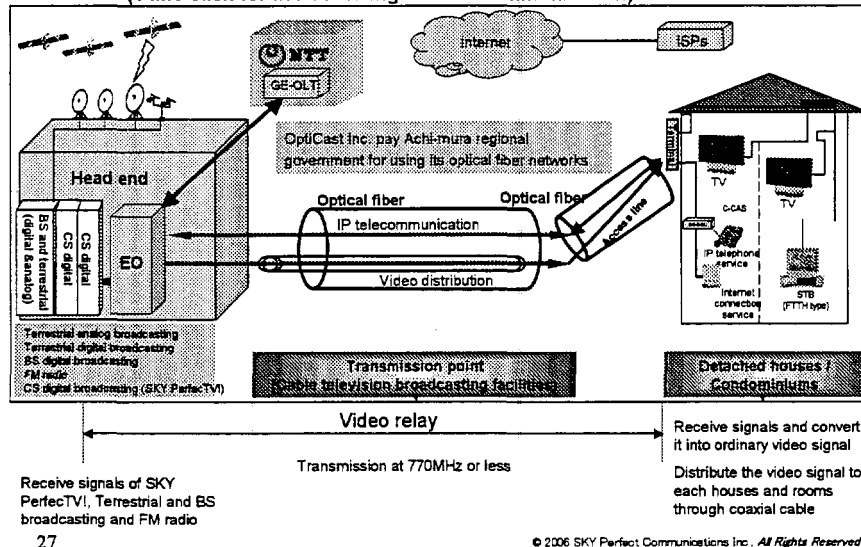 Internet
ISPs
NTT
GE-OLT
OptiCast Inc. pay Achi-mura regional
government for using its optical fiber networks
Head end
BS and terrestrial
(digital & analog)
CS digital
CS digital
EO
Optical fiber
Optical fiber
IP telecommunication
Video distribution
Access line
Terminal
TV
TV
C-CAS
IP telephone
service
Internet
connection
service
STB
(FTTH type)
Terrestrial analog broadcasting
Terrestrial digital broadcasting
BS digital broadcasting
FM radio
CS digital broadcasting (SKY PerfecTV!)
Transmission point
(Cable television broadcasting facilities)
Detached houses /
Condominiums
Video relay
Transmission at 770MHz or less
Receive signals of SKY
PerfecTV!, Terrestrial and BS
broadcasting and FM radio
Receive signals and convert
it into ordinary video signal
Distribute the video signal to
each houses and rooms
through coaxial cable
27
© 2006 SKY Perfect Communications Inc., All Rights Reserved